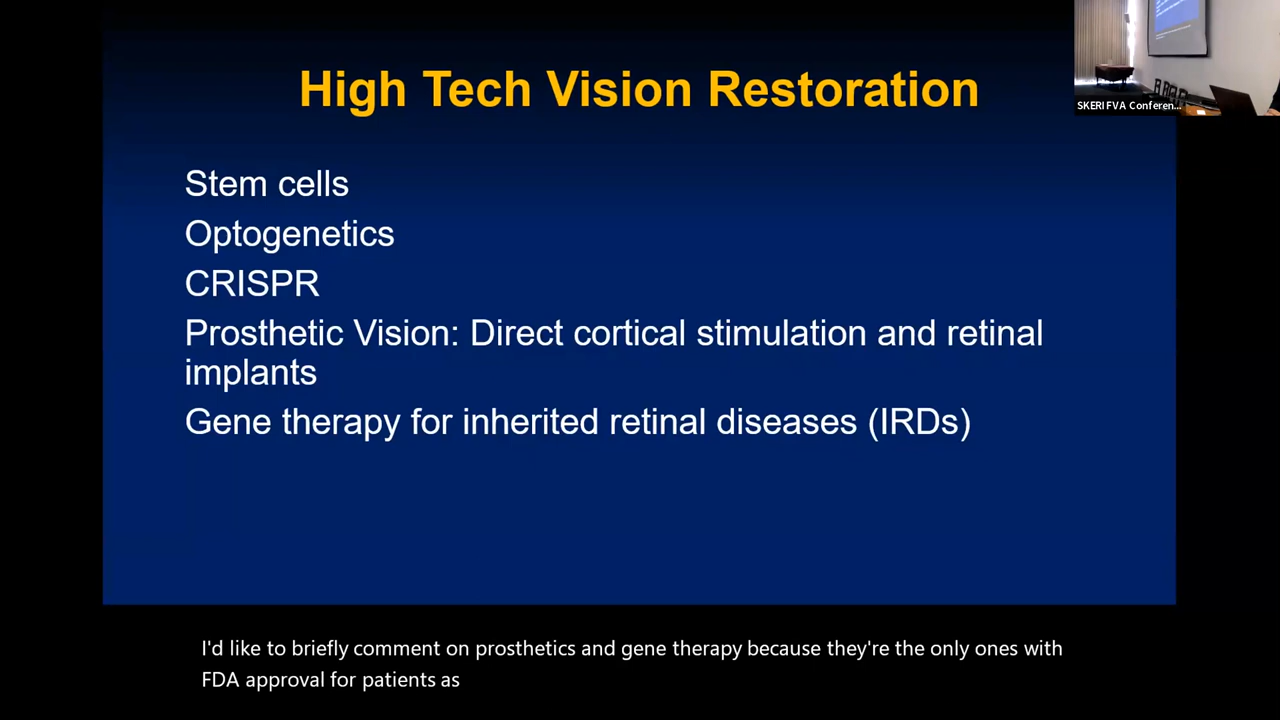 High Tech Vision Restoration
SKERI FVA Conferen...
Stem cells
Optogenetics
CRISPR
Prosthetic Vision: Direct cortical stimulation and retinal
implants
Gene therapy for inherited retinal diseases (IRDs)
I'd like to briefly comment on prosthetics and gene therapy because they're the only ones with
FDA approval for patients as